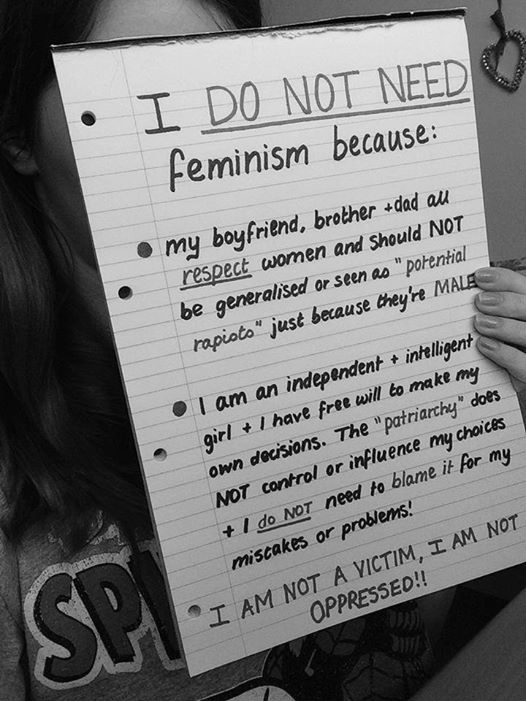 I DO NOT NEED
feminism because:
my boyfriend, brother + dad all
respect women and should NOT
be generalised or seen as "potential
rapists" just because they're MALE
I am an independent + intelligent
girl + I have free will to make my
own decisions. The "patriarchy" does
NOT control or influence my choices
+ I do NOT need to blame it for my
miscakes or problems!
I AM NOT A VICTIM, I AM NOT
OPPRESSED!!
SPI